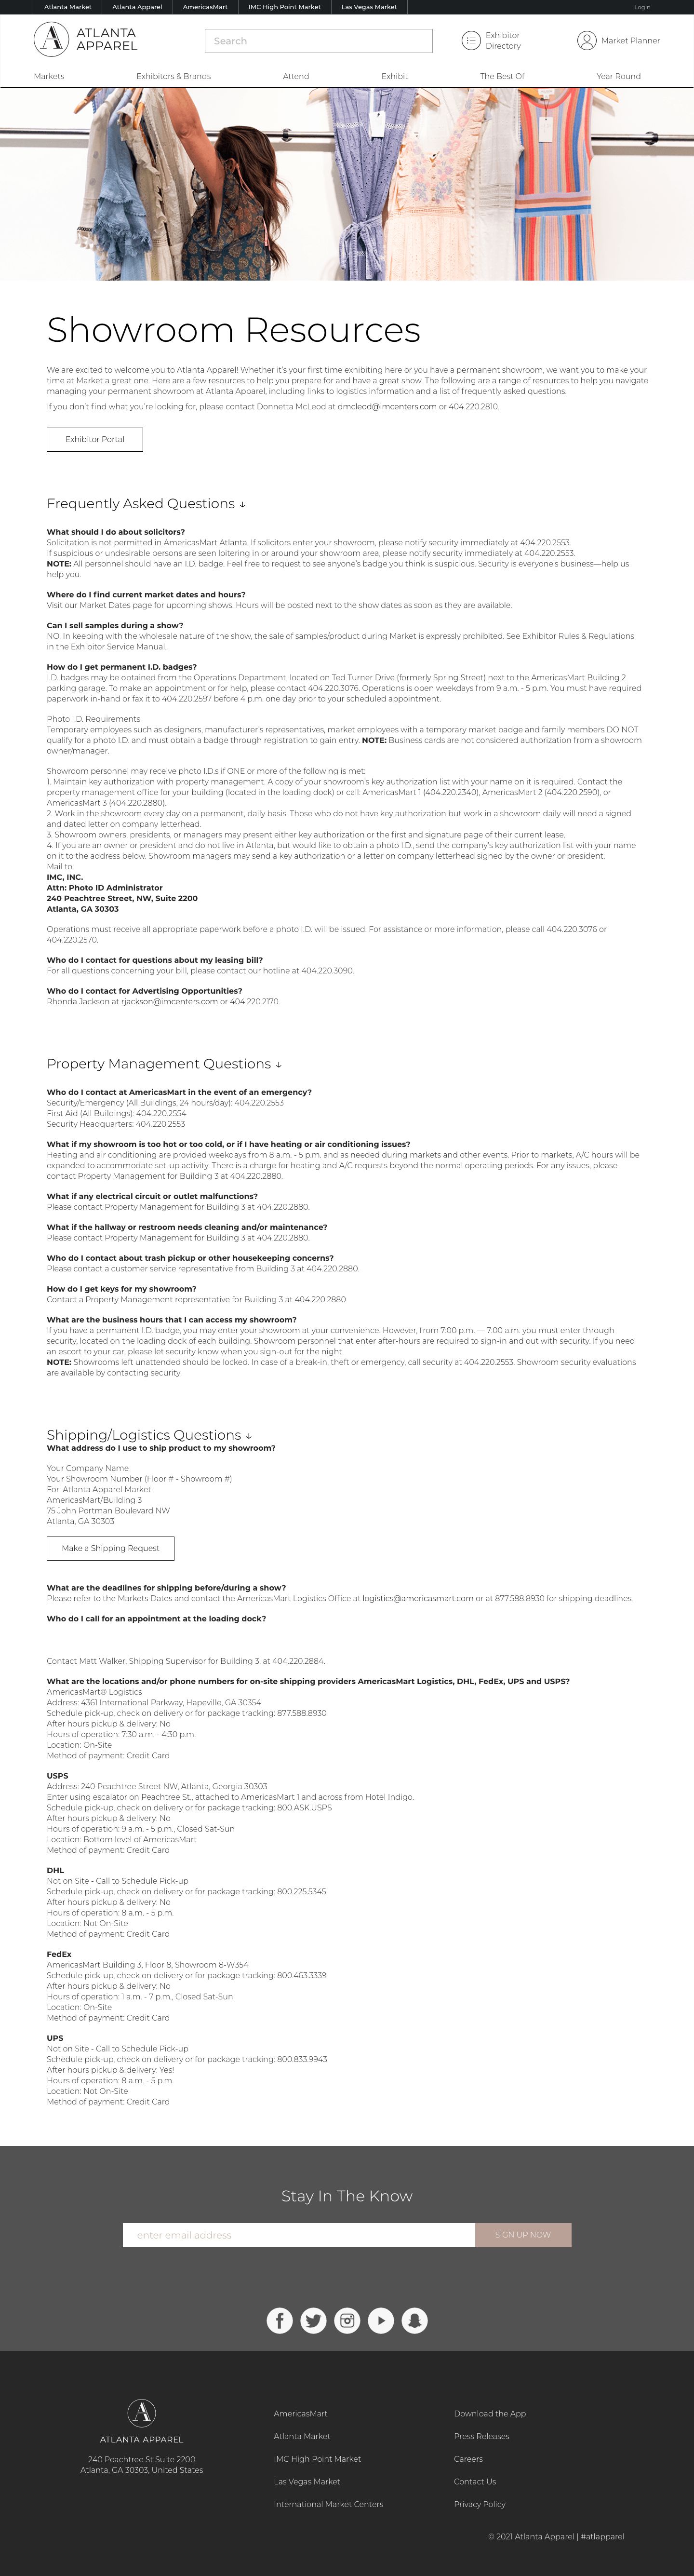 Atlanta Market
Atlanta Apparel
AmericasMart
IMC High Point Market
Las Vegas Market
Login
ATLANTA
APPAREL
Search
Exhibitor
Directory
Market Planner
Markets
Exhibitors & Brands
Attend
Exhibit
The Best Of
Year Round
Showroom Resources
We are excited to welcome you to Atlanta Apparel! Whether it's your first time exhibiting here or you have a permanent showroom, we want you to make your
time at Market a great one. Here are a few resources to help you prepare for and have a great show. The following are a range of resources to help you navigate
managing your permanent showroom at Atlanta Apparel, including links to logistics information and a list of frequently asked questions.
If you don't find what you're looking for, please contact Donnetta McLeod at dmcleod@imcenters.com or 404.220.2810.
Exhibitor Portal
Frequently Asked Questions ↓
What should I do about solicitors?
Solicitation is not permitted in AmericasMart Atlanta. If solicitors enter your showroom, please notify security immediately at 404.220.2553.
If suspicious or undesirable persons are seen loitering in or around your showroom area, please notify security immediately at 404.220.2553.
NOTE: All personnel should have an I.D. badge. Feel free to request to see anyone's badge you think is suspicious. Security is everyone's business—help us
help you.
Where do I find current market dates and hours?
Visit our Market Dates page for upcoming shows. Hours will be posted next to the show dates as soon as they are available.
Can I sell samples during a show?
NO. In keeping with the wholesale nature of the show, the sale of samples/product during Market is expressly prohibited. See Exhibitor Rules & Regulations
in the Exhibitor Service Manual.
How do I get permanent I.D. badges?
I.D. badges may be obtained from the Operations Department, located on Ted Turner Drive (formerly Spring Street) next to the AmericasMart Building 2
parking garage. To make an appointment or for help, please contact 404.220.3076. Operations is open weekdays from 9 a.m. - 5 p.m. You must have required
paperwork in-hand or fax it to 404.220.2597 before 4 p.m. one day prior to your scheduled appointment.
Photo I.D. Requirements
Temporary employees such as designers, manufacturer's representatives, market employees with a temporary market badge and family members DO NOT
qualify for a photo I.D. and must obtain a badge through registration to gain entry. NOTE: Business cards are not considered authorization from a showroom
owner/manager.
Showroom personnel may receive photo I.D.s if ONE or more of the following is met:
1. Maintain key authorization with property management. A copy of your showroom's key authorization list with your name on it is required. Contact the
property management office for your building (located in the loading dock) or call: AmericasMart 1 (404.220.2340), AmericasMart 2 (404.220.2590), or
AmericasMart 3 (404.220.2880).
2. Work in the showroom every day on a permanent, daily basis. Those who do not have key authorization but work in a showroom daily will need a signed
and dated letter on company letterhead.
3. Showroom owners, presidents, or managers may present either key authorization or the first and signature page of their current lease.
4. If you are an owner or president and do not live in Atlanta, but would like to obtain a photo I.D., send the company's key authorization list with your name
on it to the address below. Showroom managers may send a key authorization or a letter on company letterhead signed by the owner or president.
Mail to:
IMC, INC.
Attn: Photo ID Administrator
240 Peachtree Street, NW, Suite 2200
Atlanta, GA 30303
Operations must receive all appropriate paperwork before a photo I.D. will be issued. For assistance or more information, please call 404.220.3076 or
404.220.2570.
Who do I contact for questions about my leasing bill?
For all questions concerning your bill, please contact our hotline at 404.220.3090.
Who do I contact for Advertising Opportunities?
Rhonda Jackson at rjackson@imcenters.com or 404.220.2170.
Property Management Questions ↓
Who do I contact at AmericasMart in the event of an emergency?
Security/Emergency (All Buildings, 24 hours/day): 404.220.2553
First Aid (All Buildings): 404.220.2554
Security Headquarters: 404.220.2553
What if my showroom is too hot or too cold, or if I have heating or air conditioning issues?
Heating and air conditioning are provided weekdays from 8 a.m. - 5 p.m. and as needed during markets and other events. Prior to markets, A/C hours will be
expanded to accommodate set-up activity. There is a charge for heating and A/C requests beyond the normal operating periods. For any issues, please
contact Property Management for Building 3 at 404.220.2880.
What if any electrical circuit or outlet malfunctions?
Please contact Property Management for Building 3 at 404.220.2880.
What if the hallway or restroom needs cleaning and/or maintenance?
Please contact Property Management for Building 3 at 404.220.2880.
Who do I contact about trash pickup or other housekeeping concerns?
Please contact a customer service representative from Building 3 at 404.220.2880.
How do I get keys for my showroom?
Contact a Property Management representative for Building 3 at 404.220.2880
What are the business hours that I can access my showroom?
If you have a permanent I.D. badge, you may enter your showroom at your convenience. However, from 7:00 p.m. — 7:00 a.m. you must enter through
security, located on the loading dock of each building. Showroom personnel that enter after-hours are required to sign-in and out with security. If you need
an escort to your car, please let security know when you sign-out for the night.
NOTE: Showrooms left unattended should be locked. In case of a break-in, theft or emergency, call security at 404.220.2553. Showroom security evaluations
are available by contacting security.
Shipping/Logistics Questions ↓
What address do I use to ship product to my showroom?
Your Company Name
Your Showroom Number (Floor # - Showroom #)
For: Atlanta Apparel Market
AmericasMart/Building 3
75 John Portman Boulevard NW
Atlanta, GA 30303
Make a Shipping Request
What are the deadlines for shipping before/during a show?
Please refer to the Markets Dates and contact the AmericasMart Logistics Office at logistics@americasmart.com or at 877.588.8930 for shipping deadlines.
Who do I call for an appointment at the loading dock?
Contact Matt Walker, Shipping Supervisor for Building 3, at 404.220.2884.
What are the locations and/or phone numbers for on-site shipping providers AmericasMart Logistics, DHL, FedEx, UPS and USPS?
AmericasMart® Logistics
Address: 4361 International Parkway, Hapeville, GA 30354
Schedule pick-up, check on delivery or for package tracking: 877.588.8930
After hours pickup & delivery: No
Hours of operation: 7:30 a.m. - 4:30 p.m.
Location: On-Site
Method of payment: Credit Card
USPS
Address: 240 Peachtree Street NW, Atlanta, Georgia 30303
Enter using escalator on Peachtree St., attached to AmericasMart 1 and across from Hotel Indigo.
Schedule pick-up, check on delivery or for package tracking: 800.ASK.USPS
After hours pickup & delivery: No
Hours of operation: 9 a.m. - 5 p.m., Closed Sat-Sun
Location: Bottom level of AmericasMart
Method of payment: Credit Card
DHL
Not on Site - Call to Schedule Pick-up
Schedule pick-up, check on delivery or for package tracking: 800.225.5345
After hours pickup & delivery: No
Hours of operation: 8 a.m. - 5 p.m.
Location: Not On-Site
Method of payment: Credit Card
FedEx
AmericasMart Building 3, Floor 8, Showroom 8-W354
Schedule pick-up, check on delivery or for package tracking: 800.463.3339
After hours pickup & delivery: No
Hours of operation: 1 a.m. - 7 p.m., Closed Sat-Sun
Location: On-Site
Method of payment: Credit Card
UPS
Not on Site - Call to Schedule Pick-up
Schedule pick-up, check on delivery or for package tracking: 800.833.9943
After hours pickup & delivery: Yes!
Hours of operation: 8 a.m. - 5 p.m.
Location: Not On-Site
Method of payment: Credit Card
Stay In The Know
enter email address
SIGN UP NOW
ATLANTA APPAREL
240 Peachtree St Suite 2200
Atlanta, GA 30303, United States
AmericasMart
Atlanta Market
IMC High Point Market
Las Vegas Market
International Market Centers
Download the App
Press Releases
Careers
Contact Us
Privacy Policy
© 2021 Atlanta Apparel | #atlapparel